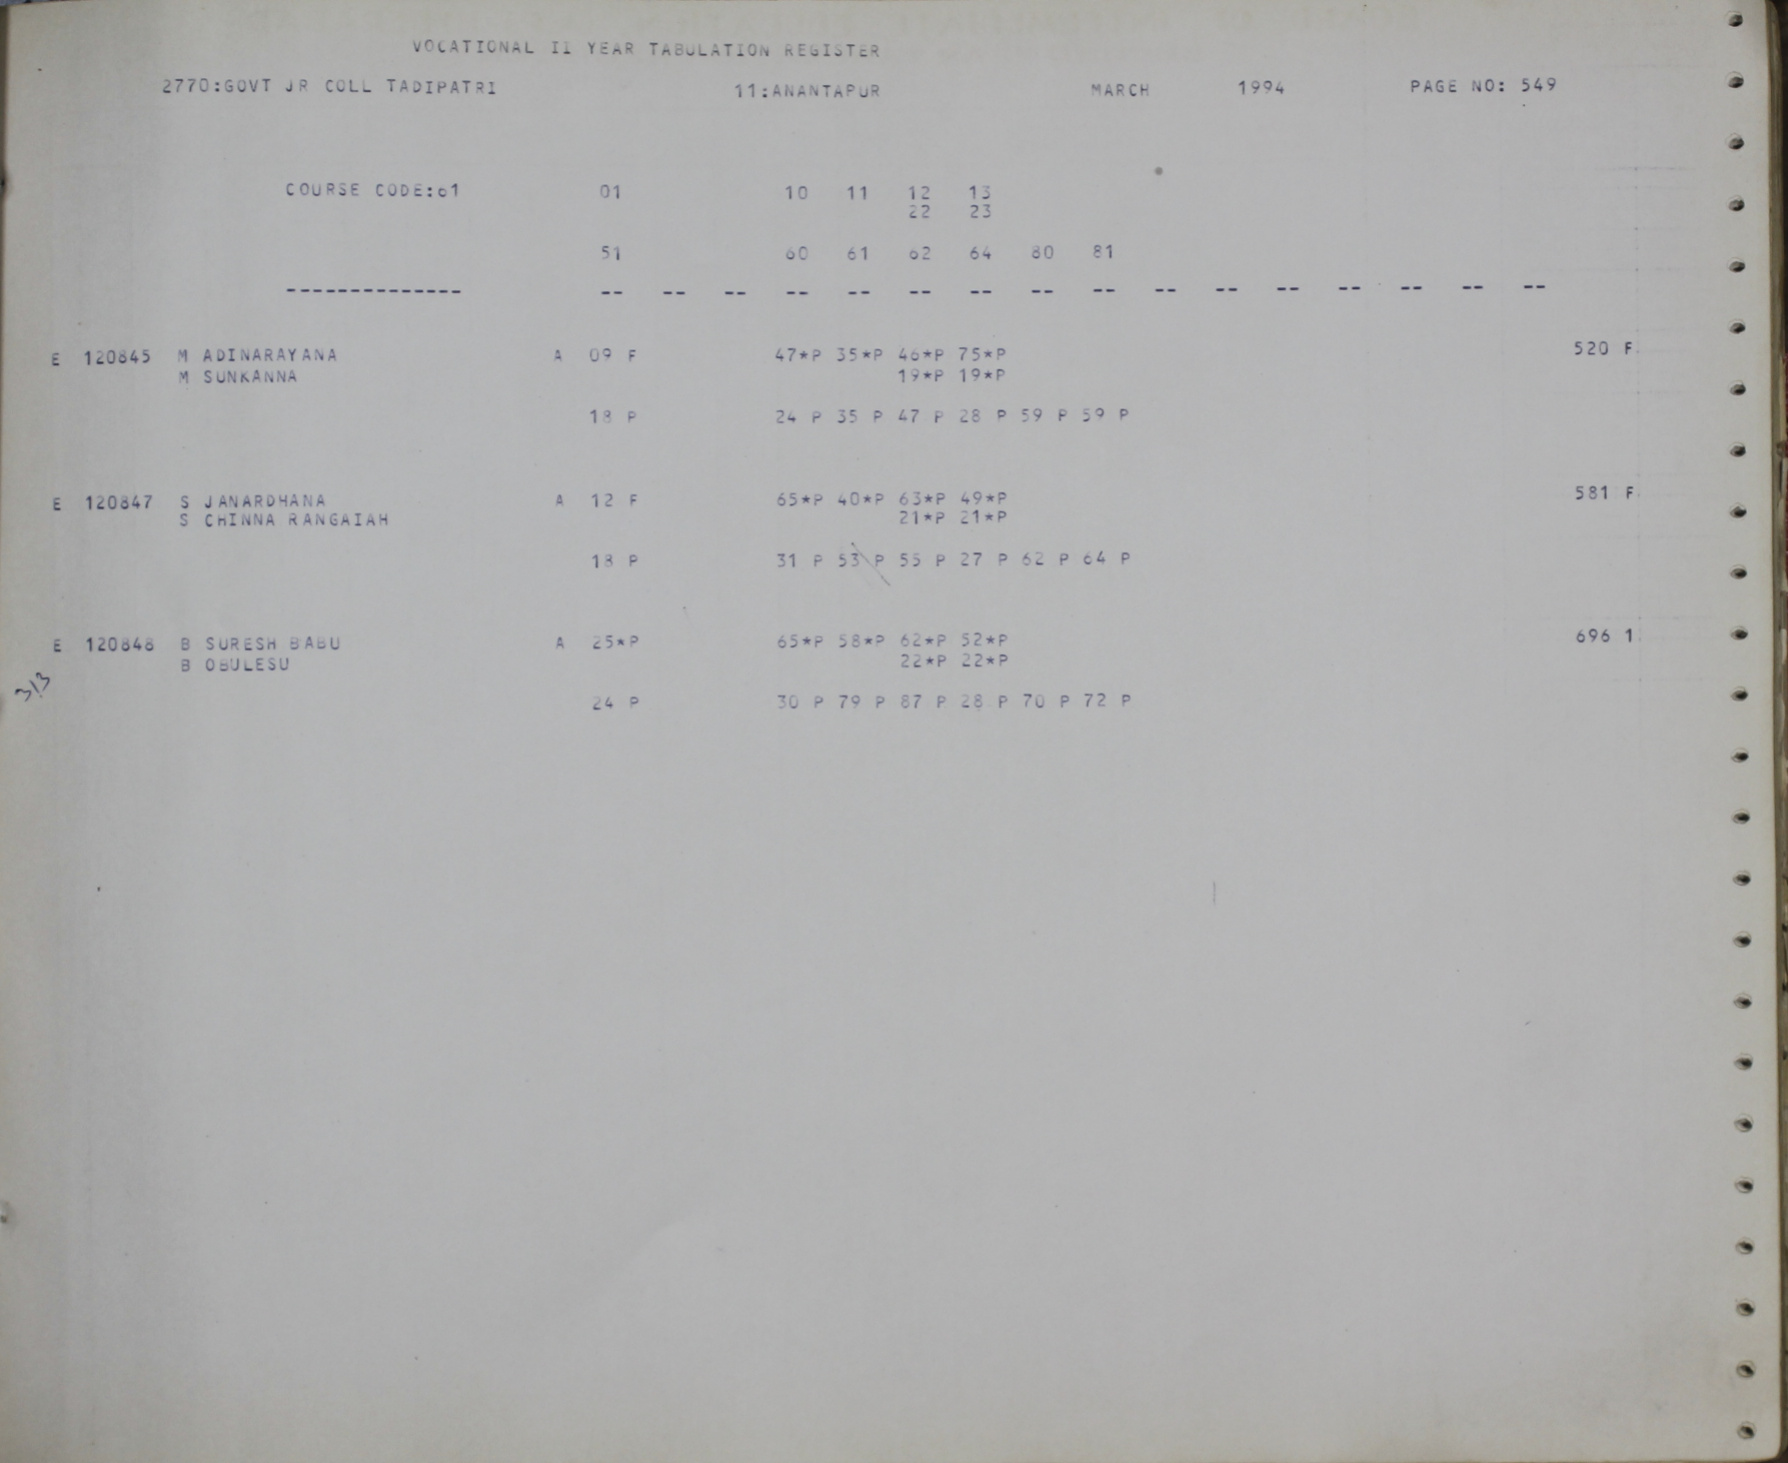 VOCATIONAL II YEAR TABULATION REGISTER
2770:GOVT JR COLL TADIPATRI 11:ANANTAPUR MARCH 1994 PAGE NO: 549
COURSE CODE:61 01 10 11 12 13
22 23
51 60 61 62 64 80 81
-------------- -- -- -- -- -- -- -- -- -- -- -- -- -- -- -- --
E 120845 M ADINARAYANA A 09 F 47*P 35*P 46*P 75*P 520 F
M SUNKANNA 19*P 19*P
18 P 24 P 35 P 47 P 28 P 59 P 59 P
E 120847 S JANARDHANA A 12 F 65*P 40*P 63*P 49*P 581 F
S CHINNA RANGAIAH 21*P 21*P
18 P 31 P 53 P 55 P 27 P 62 P 64 P
E 120848 B SURESH BABU A 25*P 65*P 58*P 62*P 52*P 696 1
B OBULESU 22*P 22*P
313
24 P 30 P 79 P 87 P 28 P 70 P 72 P